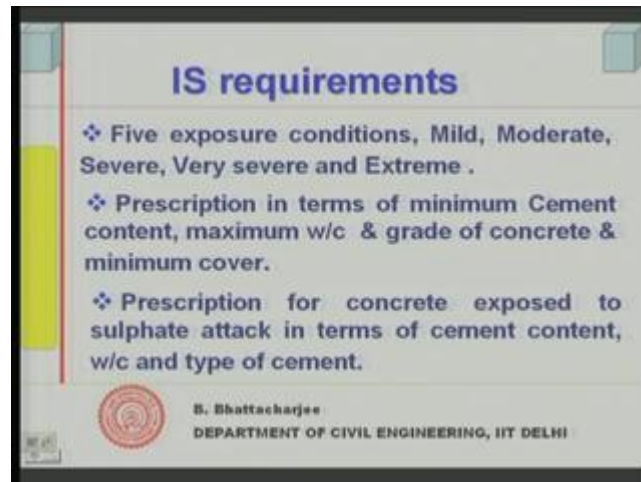 IS requirements
❖ Five exposure conditions, Mild, Moderate,
Severe, Very severe and Extreme .
❖ Prescription in terms of minimum Cement
content, maximum w/c & grade of concrete &
minimum cover.
❖ Prescription for concrete exposed to
sulphate attack in terms of cement content,
w/c and type of cement.
B. Bhattacharjee
DEPARTMENT OF CIVIL ENGINEERING, IIT DELHI